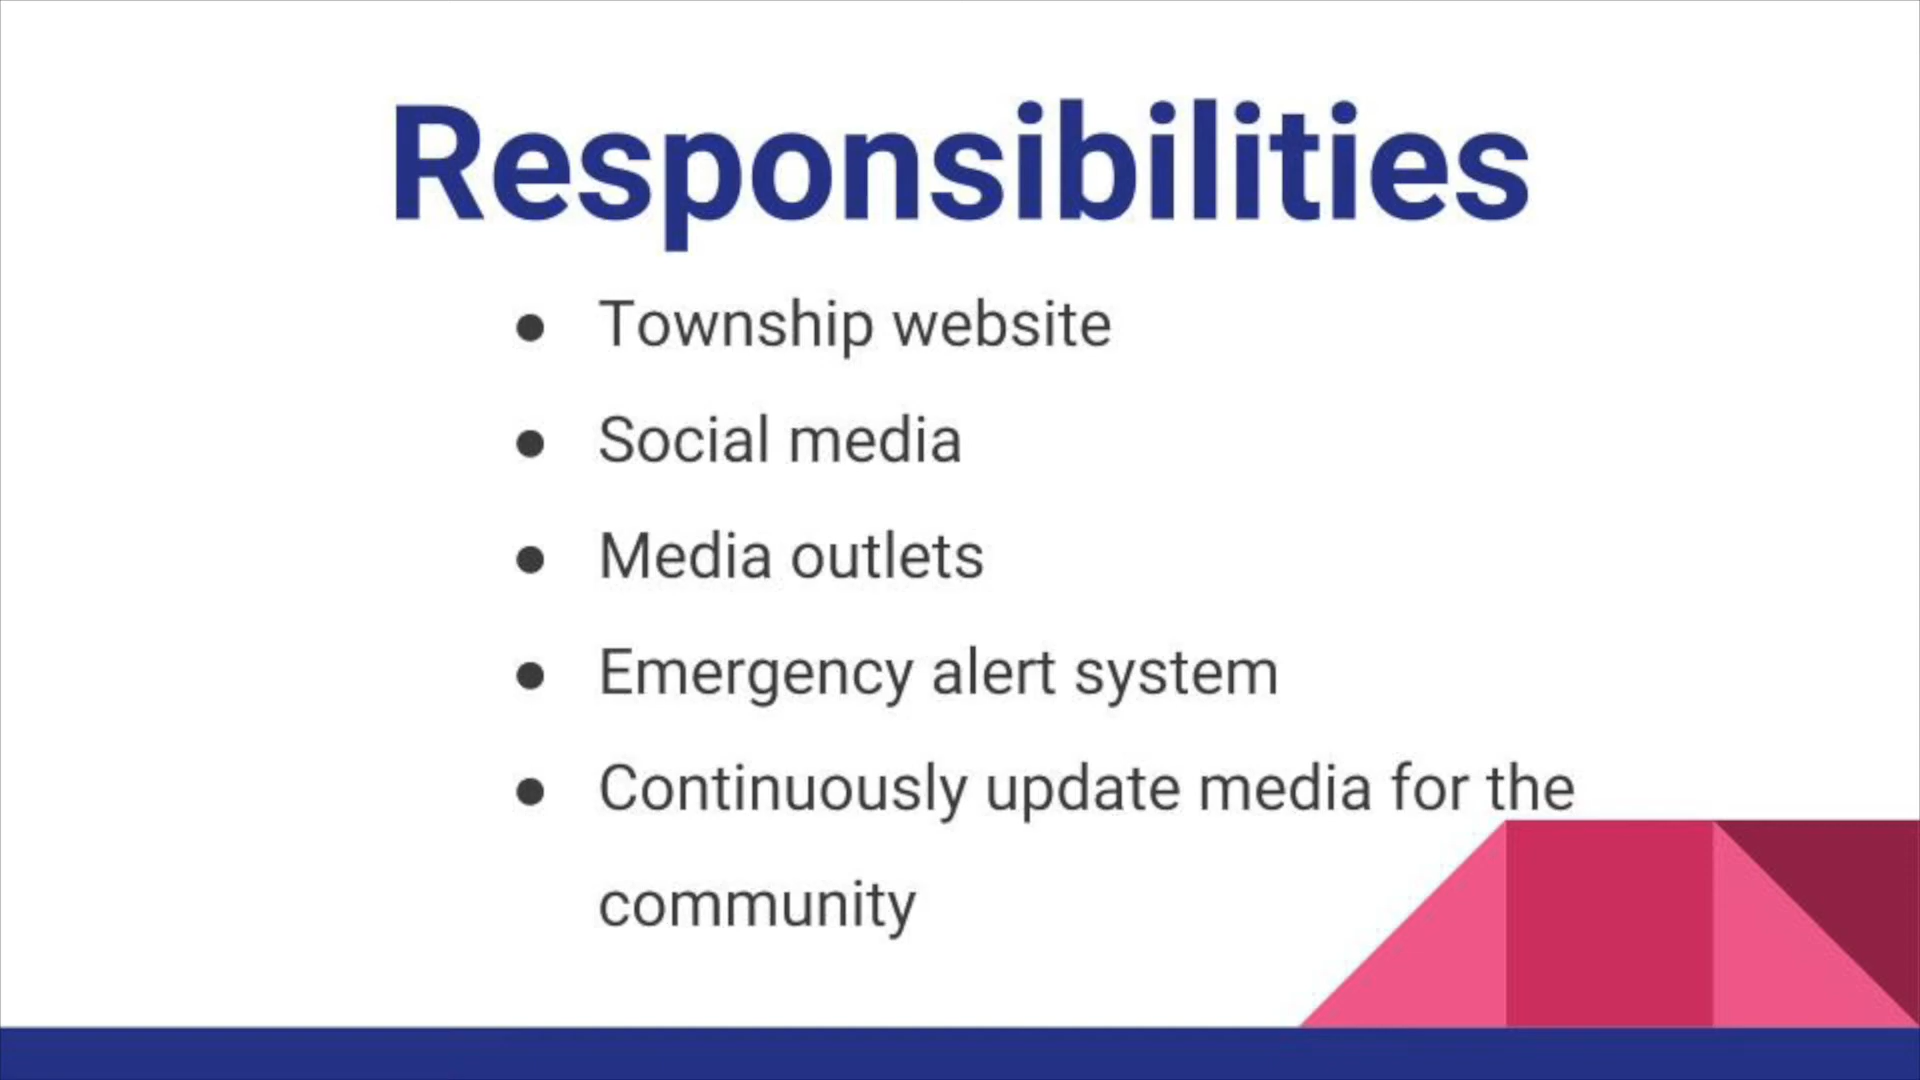 Responsibilities
● Township website
● Social media
● Media outlets
● Emergency alert system
● Continuously update media for the
community